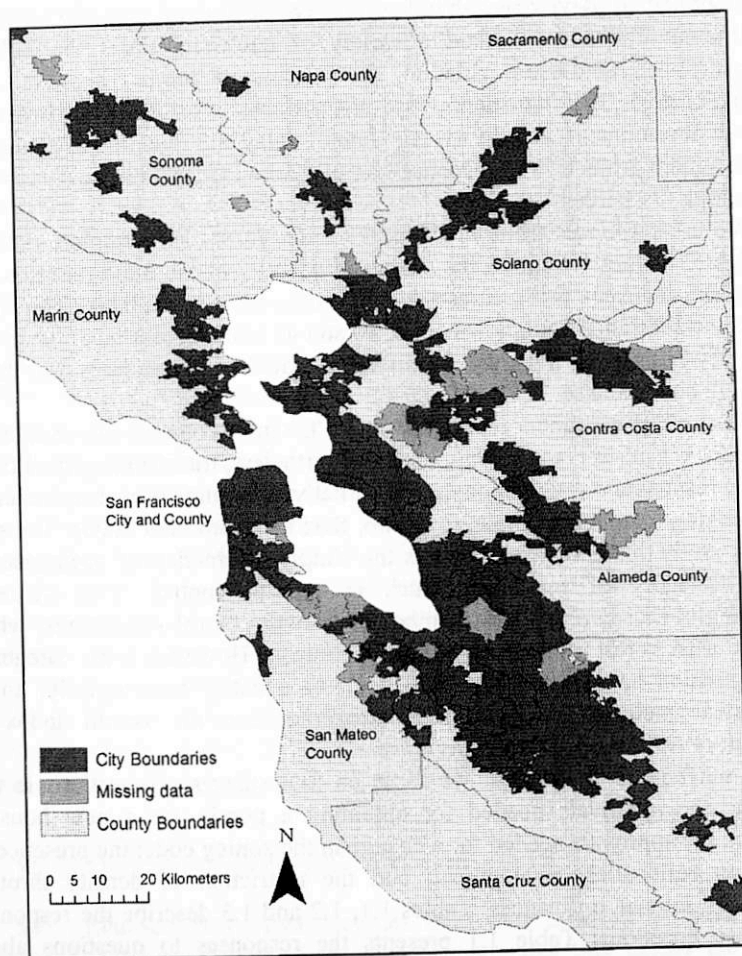 Sacramento County
Napa County
Sonoma
County
Solano County
Marin County
Contra Costa County
San Francisco
City and County
Alameda County
San Mateo
County
City Boundaries
Missing data
County Boundaries
N
0 5 10 20 Kilometers
Santa Cruz County